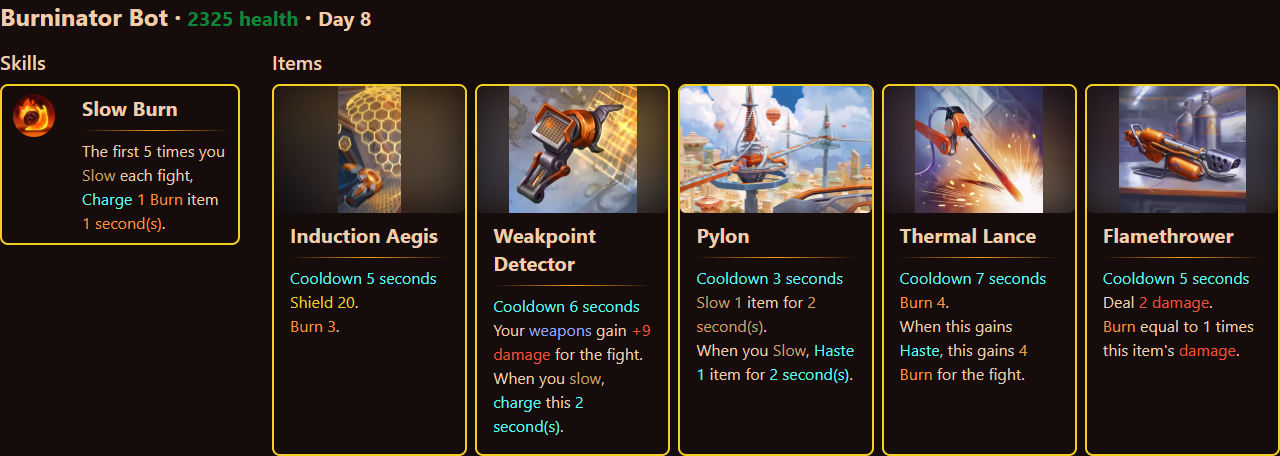 Burninator Bot • 2325 health • Day 8
Skills
Items
Slow Burn
The first 5 times you
Slow each fight,
Charge 1 Burn item
1 second(s).
Induction Aegis
Cooldown 5 seconds
Shield 20.
Burn 3.
Weakpoint
Detector
Cooldown 6 seconds
Your weapons gain +9
damage for the fight.
When you slow,
charge this 2
second(s).
Pylon
Cooldown 3 seconds
Slow 1 item for 2
second(s).
When you Slow, Haste
1 item for 2 second(s).
Thermal Lance
Cooldown 7 seconds
Burn 4.
When this gains
Haste, this gains 4
Burn for the fight.
Flamethrower
Cooldown 5 seconds
Deal 2 damage.
Burn equal to 1 times
this item's damage.